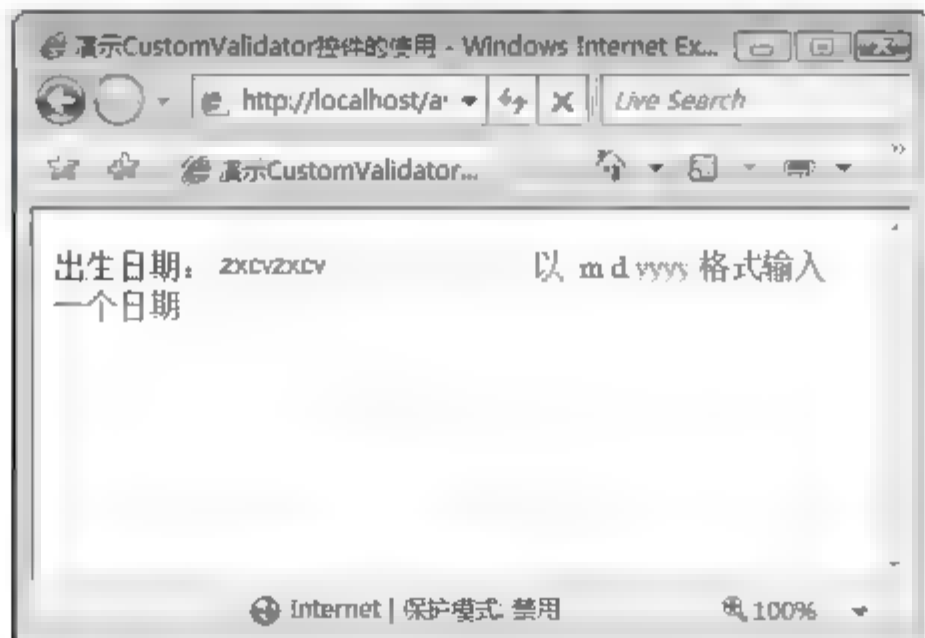 演示CustomValidator控件的使用 - Windows Internet Ex...
http://localhost/a
Live Search
演示CustomValidator...
出生日期: zxcvzxcv 以 m d yyyy 格式输入
一个日期
Internet | 保护模式: 禁用 100%